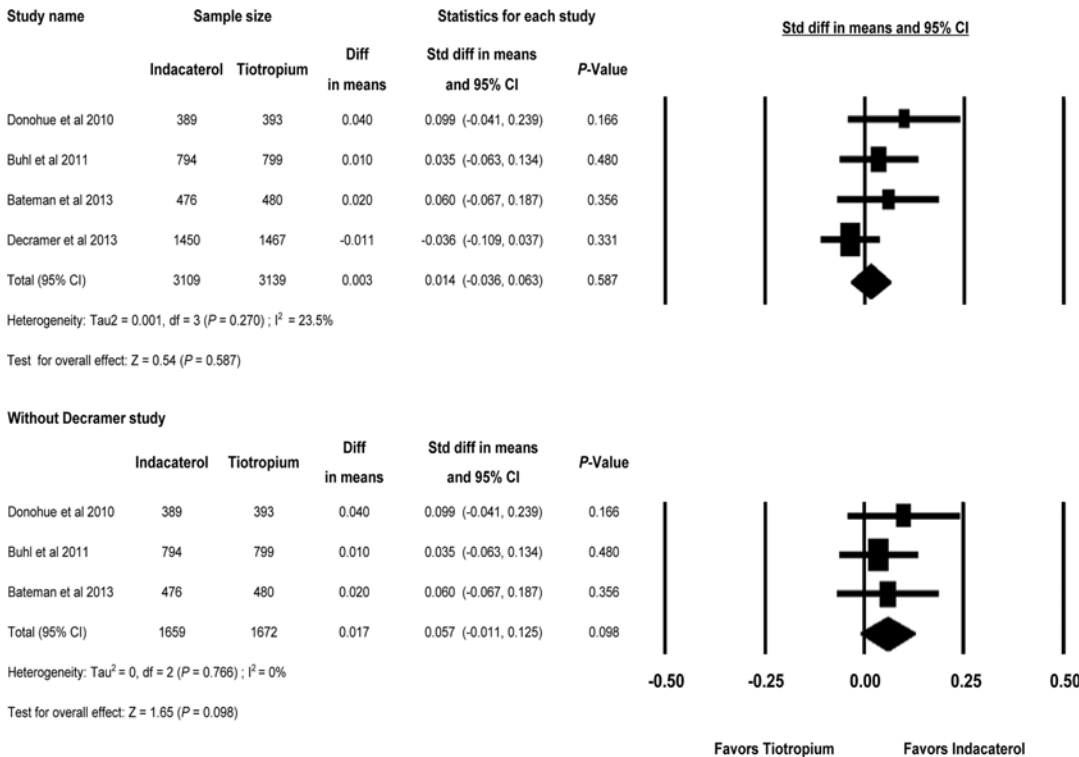 Study name Sample size Statistics for each study Std diff in means and 95% CI
Indacaterol Tiotropium Diff in means Std diff in means and 95% CI P-Value
Donohue et al 2010 389 393 0.040 0.099 (-0.041, 0.239) 0.166
Buhl et al 2011 794 799 0.010 0.035 (-0.063, 0.134) 0.480
Bateman et al 2013 476 480 0.020 0.060 (-0.067, 0.187) 0.356
Decramer et al 2013 1450 1467 -0.011 -0.036 (-0.109, 0.037) 0.331
Total (95% CI) 3109 3139 0.003 0.014 (-0.036, 0.063) 0.587
Heterogeneity: Tau2 = 0.001, df = 3 (P = 0.270) ; I² = 23.5%
Test for overall effect: Z = 0.54 (P = 0.587)
Without Decramer study
Indacaterol Tiotropium Diff in means Std diff in means and 95% CI P-Value
Donohue et al 2010 389 393 0.040 0.099 (-0.041, 0.239) 0.166
Buhl et al 2011 794 799 0.010 0.035 (-0.063, 0.134) 0.480
Bateman et al 2013 476 480 0.020 0.060 (-0.067, 0.187) 0.356
Total (95% CI) 1659 1672 0.017 0.057 (-0.011, 0.125) 0.098
Heterogeneity: Tau² = 0, df = 2 (P = 0.766) ; I² = 0%
Test for overall effect: Z = 1.65 (P = 0.098)
-0.50 -0.25 0.00 0.25 0.50
Favors Tiotropium Favors Indacaterol